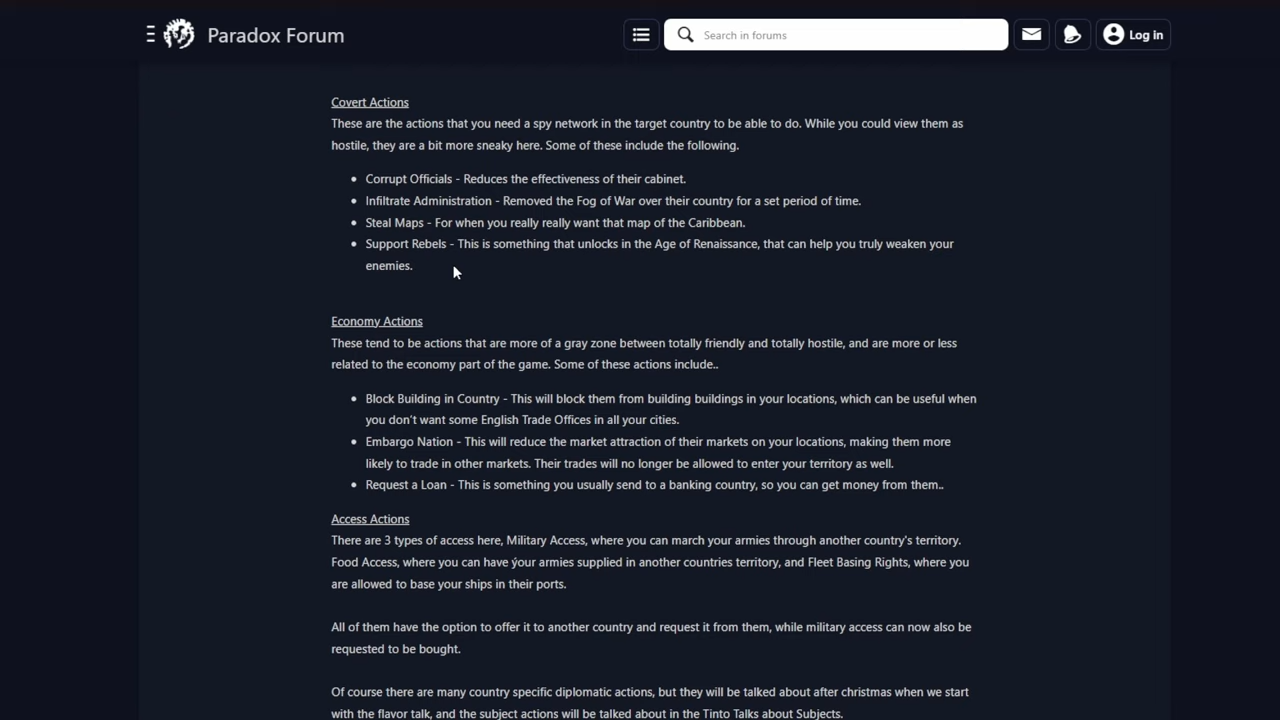 Paradox Forum
Search in forums
Log in
Covert Actions
These are the actions that you need a spy network in the target country to be able to do. While you could view them as
hostile, they are a bit more sneaky here. Some of these include the following.
• Corrupt Officials - Reduces the effectiveness of their cabinet.
• Infiltrate Administration - Removed the Fog of War over their country for a set period of time.
• Steal Maps - For when you really really want that map of the Caribbean.
• Support Rebels - This is something that unlocks in the Age of Renaissance, that can help you truly weaken your
enemies.
Economy Actions
These tend to be actions that are more of a gray zone between totally friendly and totally hostile, and are more or less
related to the economy part of the game. Some of these actions include..
• Block Building in Country - This will block them from building buildings in your locations, which can be useful when
you don't want some English Trade Offices in all your cities.
• Embargo Nation - This will reduce the market attraction of their markets on your locations, making them more
likely to trade in other markets. Their trades will no longer be allowed to enter your territory as well.
• Request a Loan - This is something you usually send to a banking country, so you can get money from them..
Access Actions
There are 3 types of access here, Military Access, where you can march your armies through another country's territory.
Food Access, where you can have ýour armies supplied in another countries territory, and Fleet Basing Rights, where you
are allowed to base your ships in their ports.
All of them have the option to offer it to another country and request it from them, while military access can now also be
requested to be bought.
Of course there are many country specific diplomatic actions, but they will be talked about after christmas when we start
with the flavor talk, and the subject actions will be talked about in the Tinto Talks about Subjects.